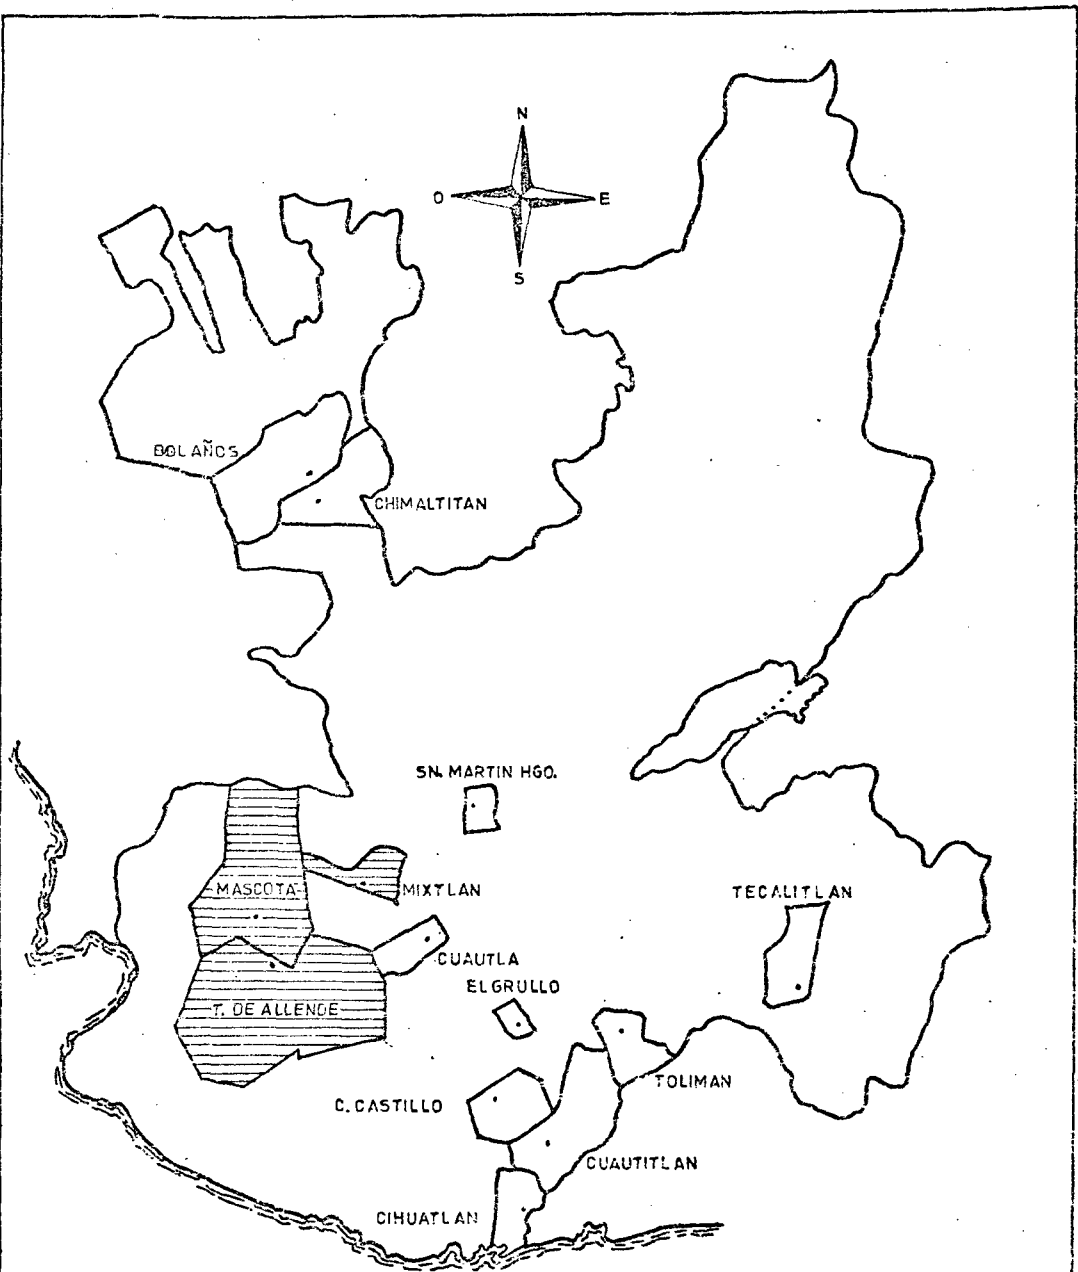 N
O
E
S
BOLAÑOS
CHIMALTITAN
SN. MARTIN HGO.
MASCOTA
MIXTLAN
TECALITLAN
CUAUTLA
EL GRULLO
T. DE ALLENDE
TOLIMAN
C. CASTILLO
CUAUTITLAN
CIHUATLAN